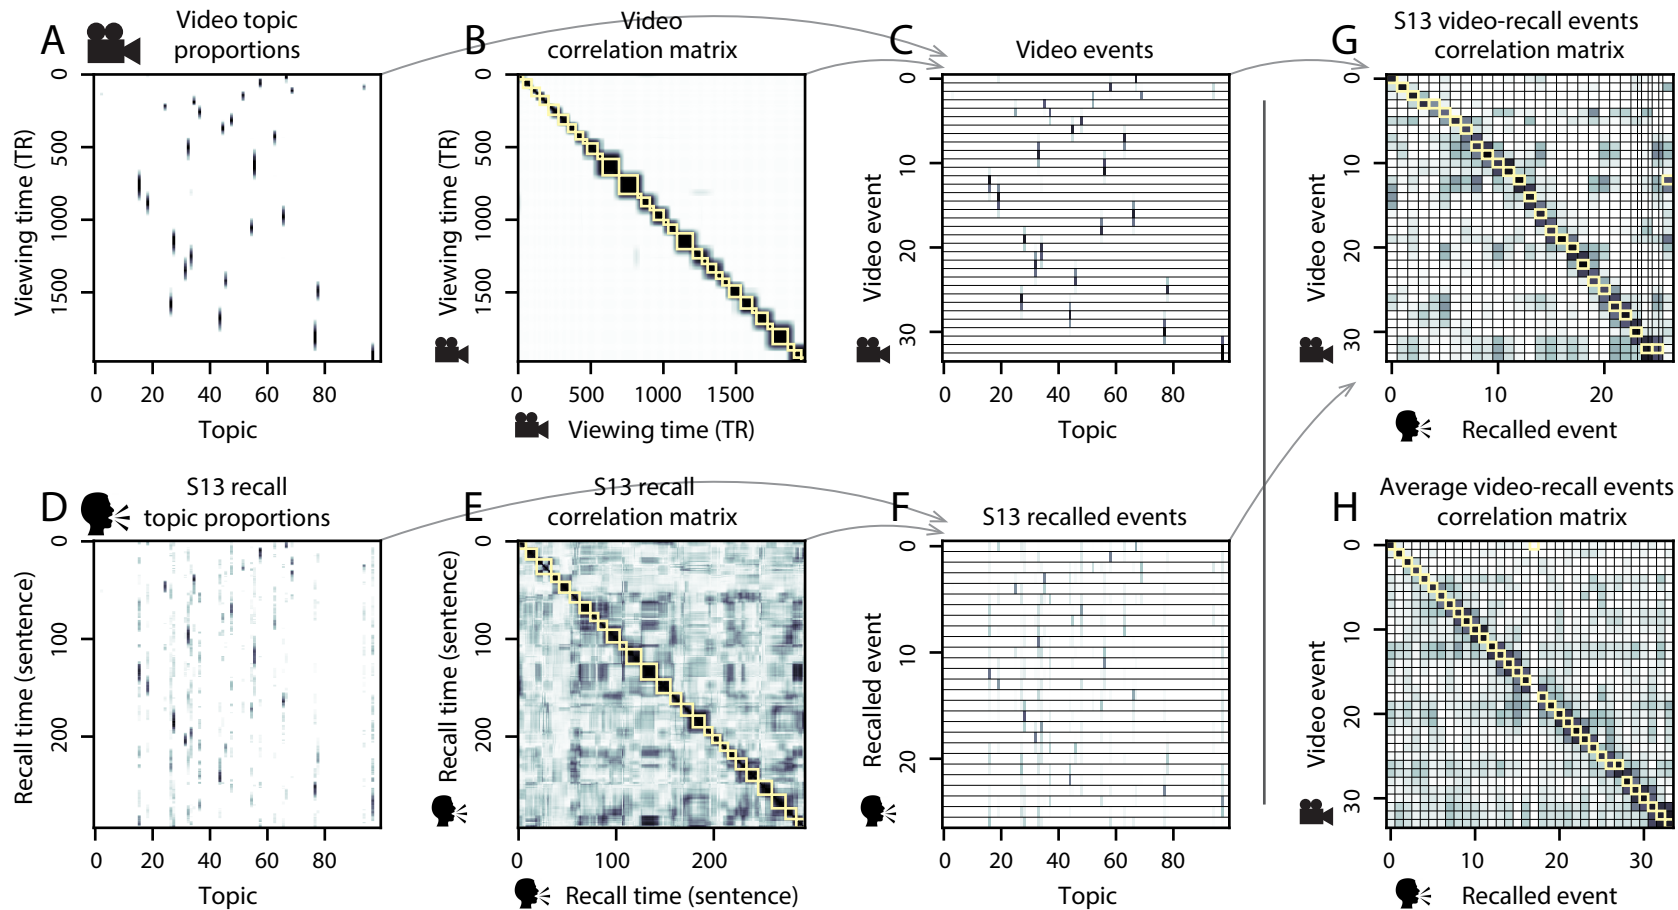 A
Video topic
proportions
0
500
1000
1500
Viewing time (TR)
0 20 40 60 80
Topic
B
Video
correlation matrix
0
500
1000
1500
Viewing time (TR)
0 500 1000 1500
Viewing time (TR)
C
Video events
0
10
20
30
Video event
0 20 40 60 80
Topic
G
S13 video-recall events
correlation matrix
0
10
20
30
Video event
0 10 20
Recalled event
D
S13 recall
topic proportions
0
100
200
Recall time (sentence)
0 20 40 60 80
Topic
E
S13 recall
correlation matrix
0
100
200
Recall time (sentence)
0 100 200
Recall time (sentence)
F
S13 recalled events
0
10
20
Recalled event
0 20 40 60 80
Topic
H
Average video-recall events
correlation matrix
0
10
20
30
Video event
0 10 20 30
Recalled event